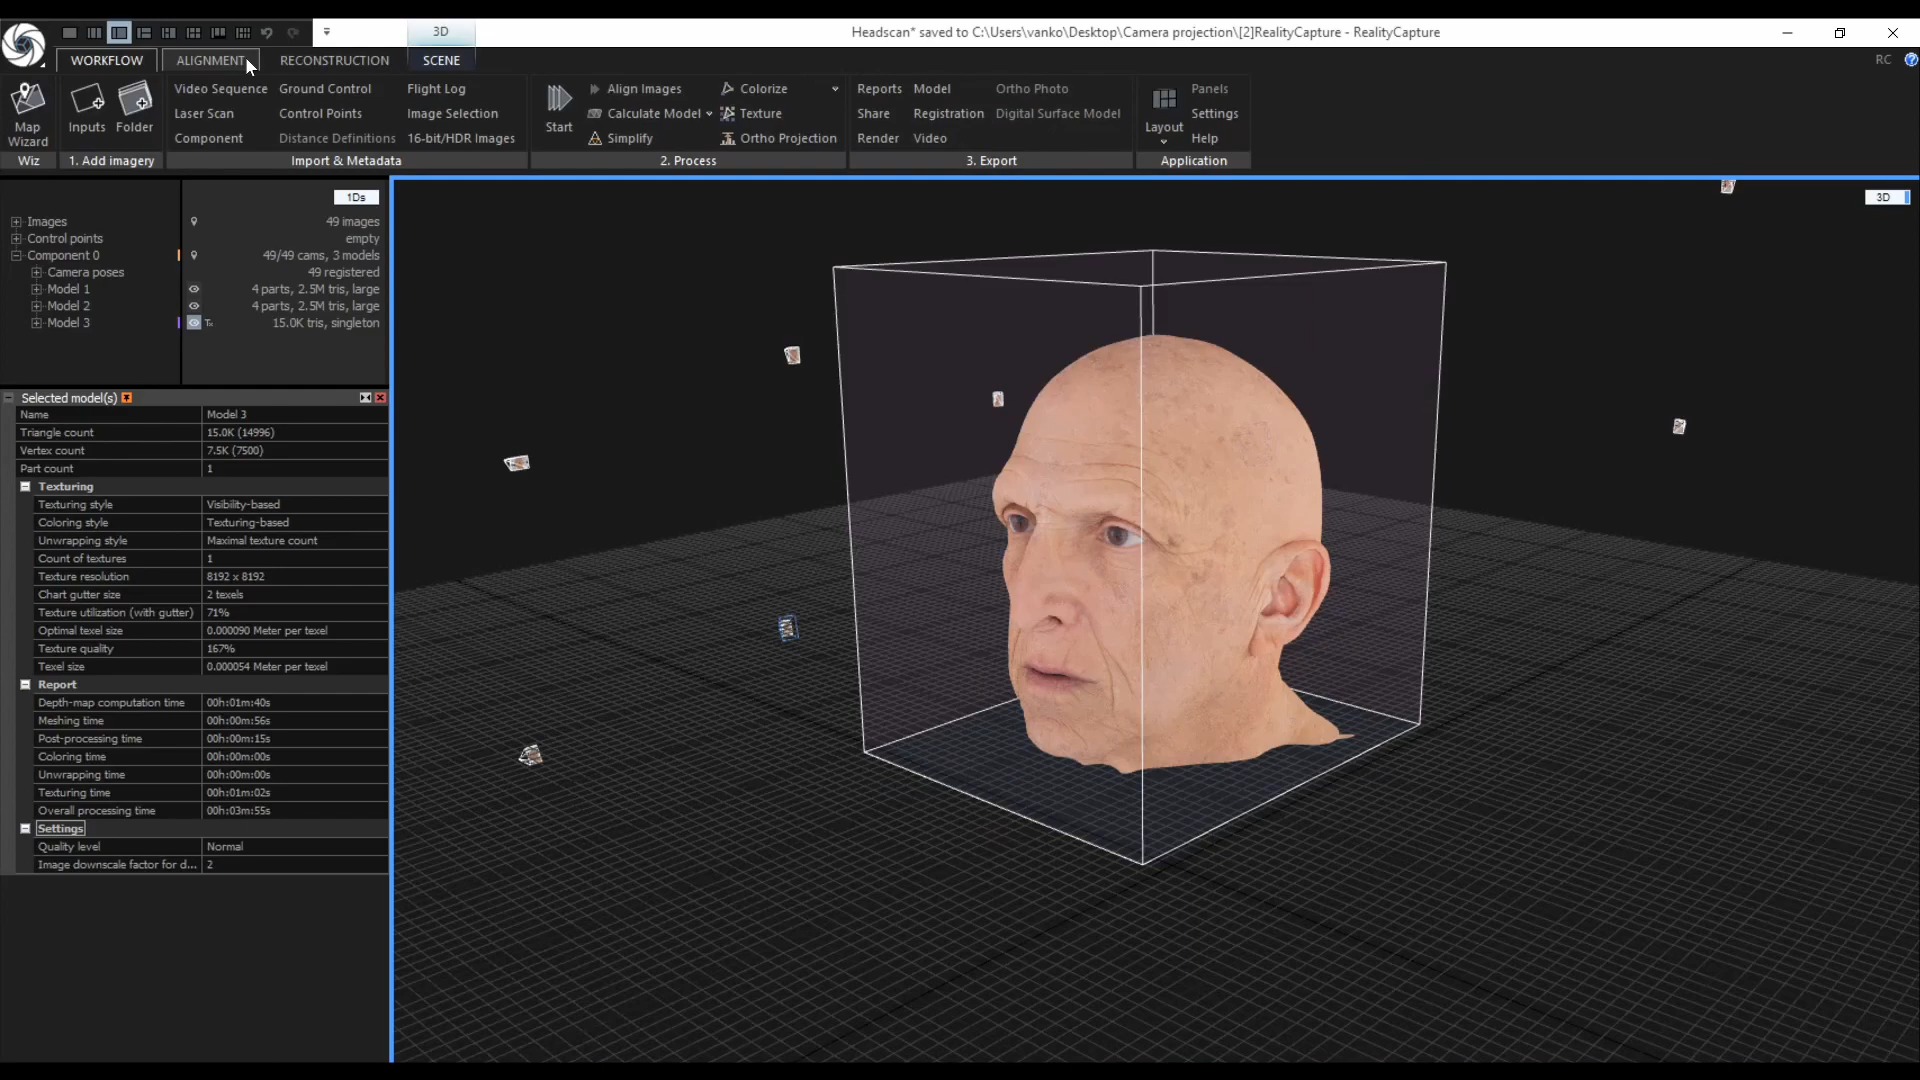 3D
Headscan* saved to C:\Users\vanko\Desktop\Camera projection\[2]RealityCapture - RealityCapture
WORKFLOW ALIGNMENT RECONSTRUCTION SCENE RC ?
Video Sequence Ground Control Flight Log Align Images Colorize Reports Model Ortho Photo Panels
Laser Scan Control Points Image Selection Calculate Model Texture Share Registration Digital Surface Model Settings
Map Wizard Inputs Folder Start Layout
Component Distance Definitions 16-bit/HDR Images Simplify Ortho Projection Render Video Help
Wiz 1. Add imagery Import & Metadata 2. Process 3. Export Application
1Ds
3D
Images 49 images
Control points empty
Component 0 49/49 cams, 3 models
Camera poses 49 registered
Model 1 4 parts, 2.5M tris, large
Model 2 4 parts, 2.5M tris, large
Model 3 Tx 15.0K tris, singleton
Selected model(s)
Name Model 3
Triangle count 15.0K (14996)
Vertex count 7.5K (7500)
Part count 1
Texturing
Texturing style Visibility-based
Coloring style Texturing-based
Unwrapping style Maximal texture count
Count of textures 1
Texture resolution 8192 x 8192
Chart gutter size 2 texels
Texture utilization (with gutter) 71%
Optimal texel size 0.000090 Meter per texel
Texture quality 167%
Texel size 0.000054 Meter per texel
Report
Depth-map computation time 00h:01m:40s
Meshing time 00h:00m:56s
Post-processing time 00h:00m:15s
Coloring time 00h:00m:00s
Unwrapping time 00h:00m:00s
Texturing time 00h:01m:02s
Overall processing time 00h:03m:55s
Settings
Quality level Normal
Image downscale factor for d... 2